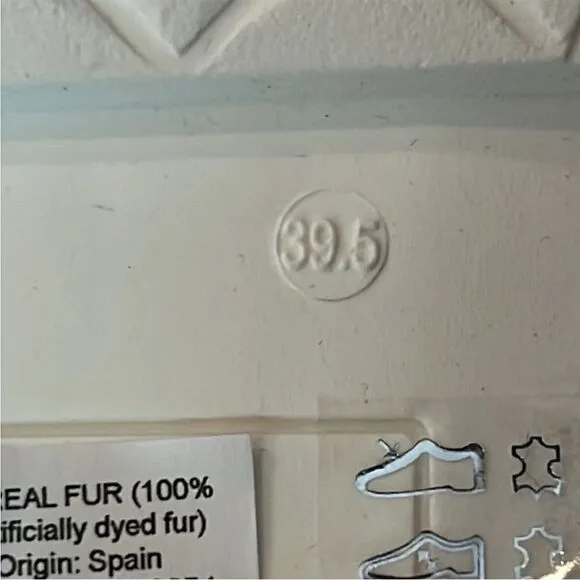 39.5
REAL FUR (100%
ificially dyed fur)
Origin: Spain